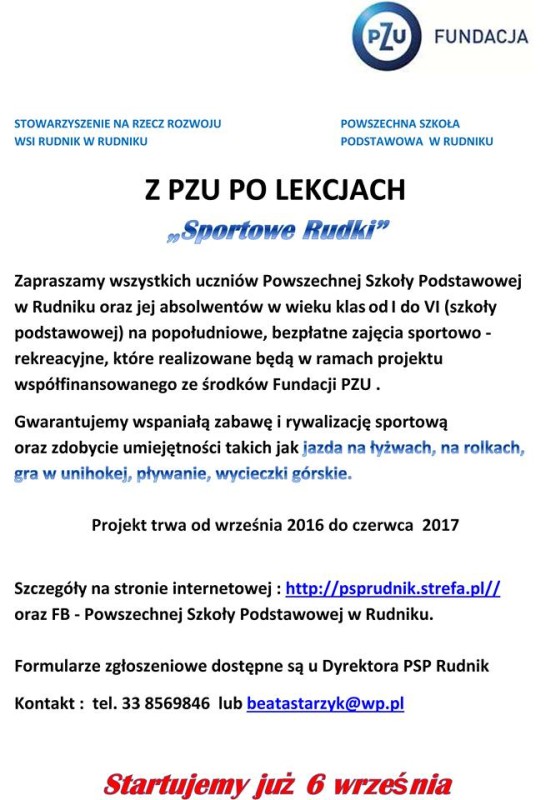 PZU FUNDACJA
STOWARZYSZENIE NA RZECZ ROZWOJU
WSI RUDNIK W RUDNIKU
POWSZECHNA SZKOŁA
PODSTAWOWA W RUDNIKU
Z PZU PO LEKCJACH
„Sportowe Rudki”
Zapraszamy wszystkich uczniów Powszechnej Szkoły Podstawowej
w Rudniku oraz jej absolwentów w wieku klas od I do VI (szkoły
podstawowej) na popołudniowe, bezpłatne zajęcia sportowo -
rekreacyjne, które realizowane będą w ramach projektu
współfinansowanego ze środków Fundacji PZU .
Gwarantujemy wspaniałą zabawę i rywalizację sportową
oraz zdobycie umiejętności takich jak jazda na łyżwach, na rolkach,
gra w unihokej, pływanie, wycieczki górskie.
Projekt trwa od września 2016 do czerwca 2017
Szczegóły na stronie internetowej : http://psprudnik.strefa.pl//
oraz FB - Powszechnej Szkoły Podstawowej w Rudniku.
Formularze zgłoszeniowe dostępne są u Dyrektora PSP Rudnik
Kontakt : tel. 33 8569846 lub beatastarzyk@wp.pl
Startujemy już 6 września